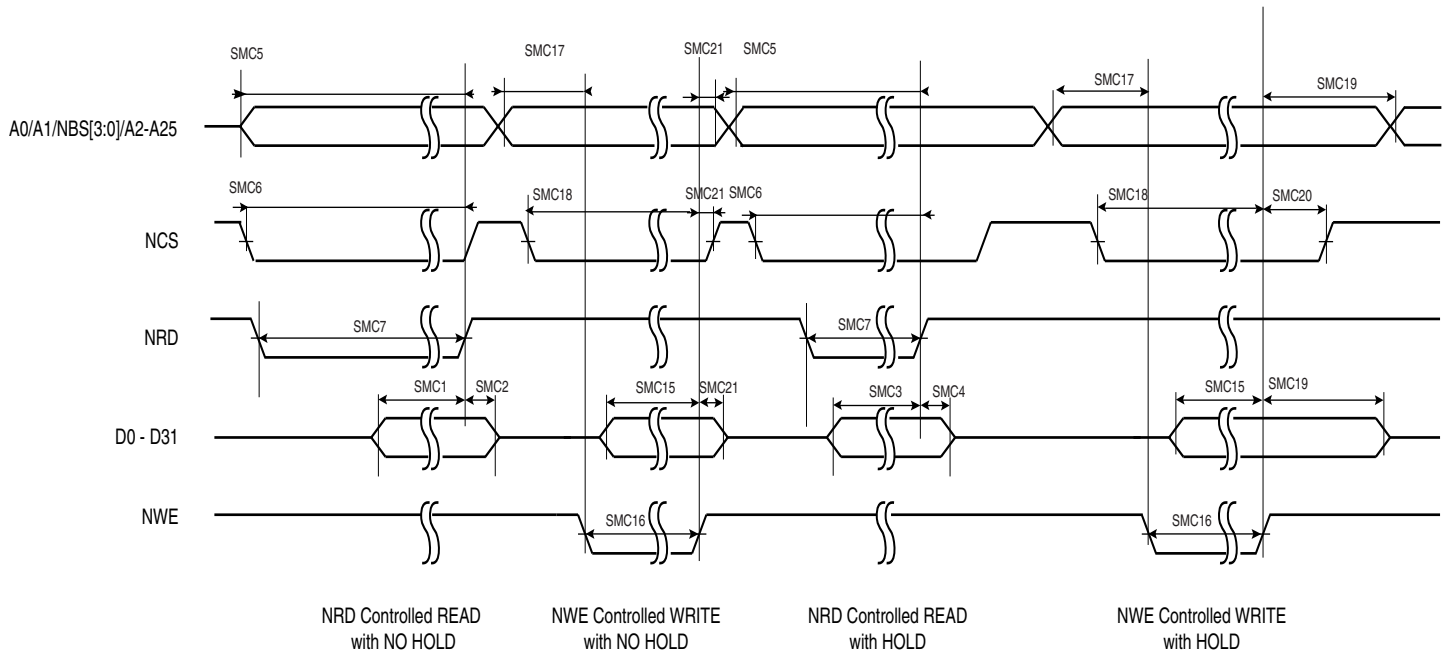 SMC5 SMC17 SMC21 SMC5 SMC17 SMC19
A0/A1/NBS[3:0]/A2-A25
SMC6 SMC18 SMC21 SMC6 SMC18 SMC20
NCS
NRD SMC7 SMC7
SMC1 SMC2 SMC15 SMC21 SMC3 SMC4 SMC15 SMC19
D0 - D31
NWE SMC16 SMC16
NRD Controlled READ
with NO HOLD
NWE Controlled WRITE
with NO HOLD
NRD Controlled READ
with HOLD
NWE Controlled WRITE
with HOLD